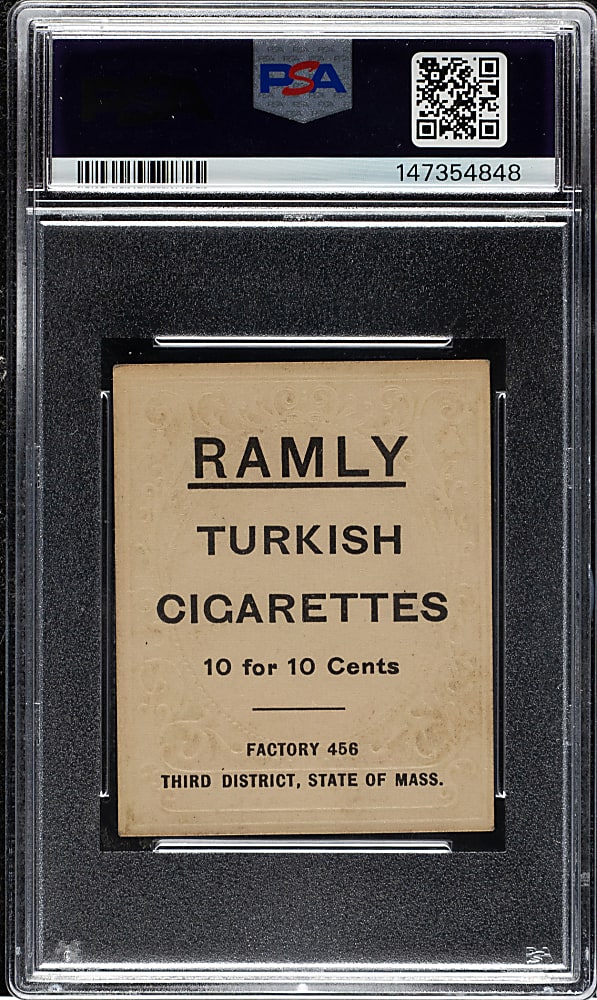 PSA
147354848
RAMLY
TURKISH
CIGARETTES
10 for 10 Cents
FACTORY 456
THIRD DISTRICT, STATE OF MASS.